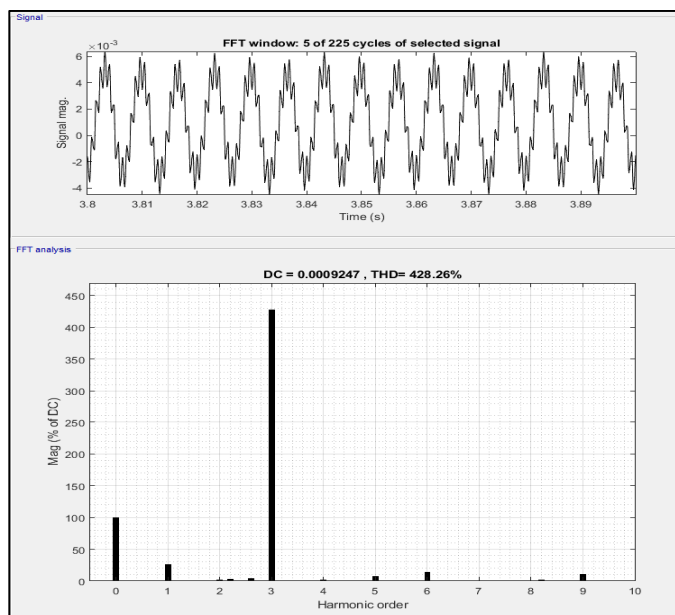 Signal
FFT window: 5 of 225 cycles of selected signal
×10-3
6
4
2
0
-2
-4
Signal mag.
3.8 3.81 3.82 3.83 3.84 3.85 3.86 3.87 3.88 3.89
Time (s)
FFT analysis
DC = 0.0009247 , THD= 428.26%
450
400
350
300
250
200
150
100
50
0
Mag (% of DC)
0 1 2 3 4 5 6 7 8 9 10
Harmonic order